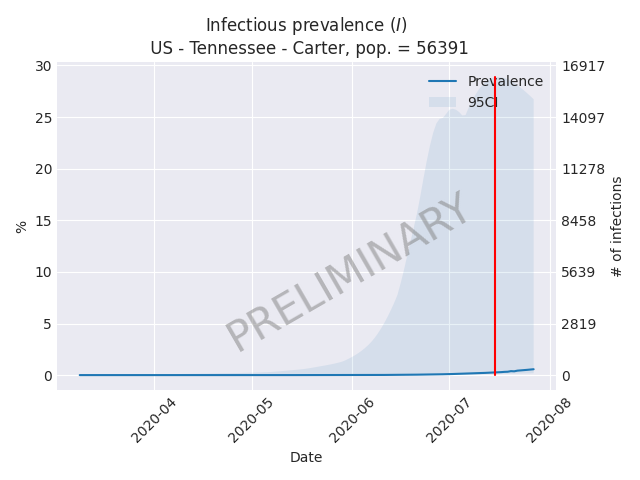 Infectious prevalence (I)
US - Tennessee - Carter, pop. = 56391
30
25
20
15
10
5
0
%
16917
14097
11278
8458
5639
2819
0
# of infections
Prevalence
95CI
PRELIMINARY
2020-04
2020-05
2020-06
2020-07
2020-08
Date